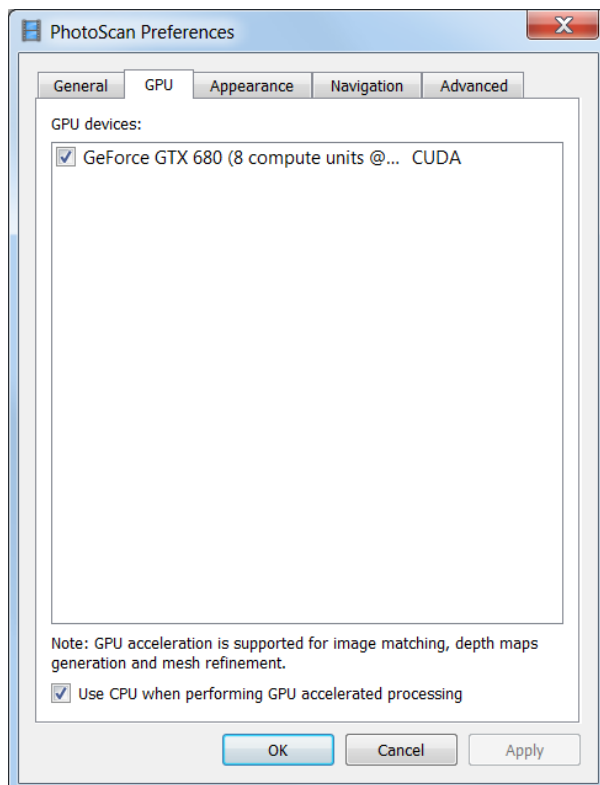 PhotoScan Preferences
General GPU Appearance Navigation Advanced
GPU devices:
GeForce GTX 680 (8 compute units @... CUDA
Note: GPU acceleration is supported for image matching, depth maps
generation and mesh refinement.
Use CPU when performing GPU accelerated processing
OK Cancel Apply